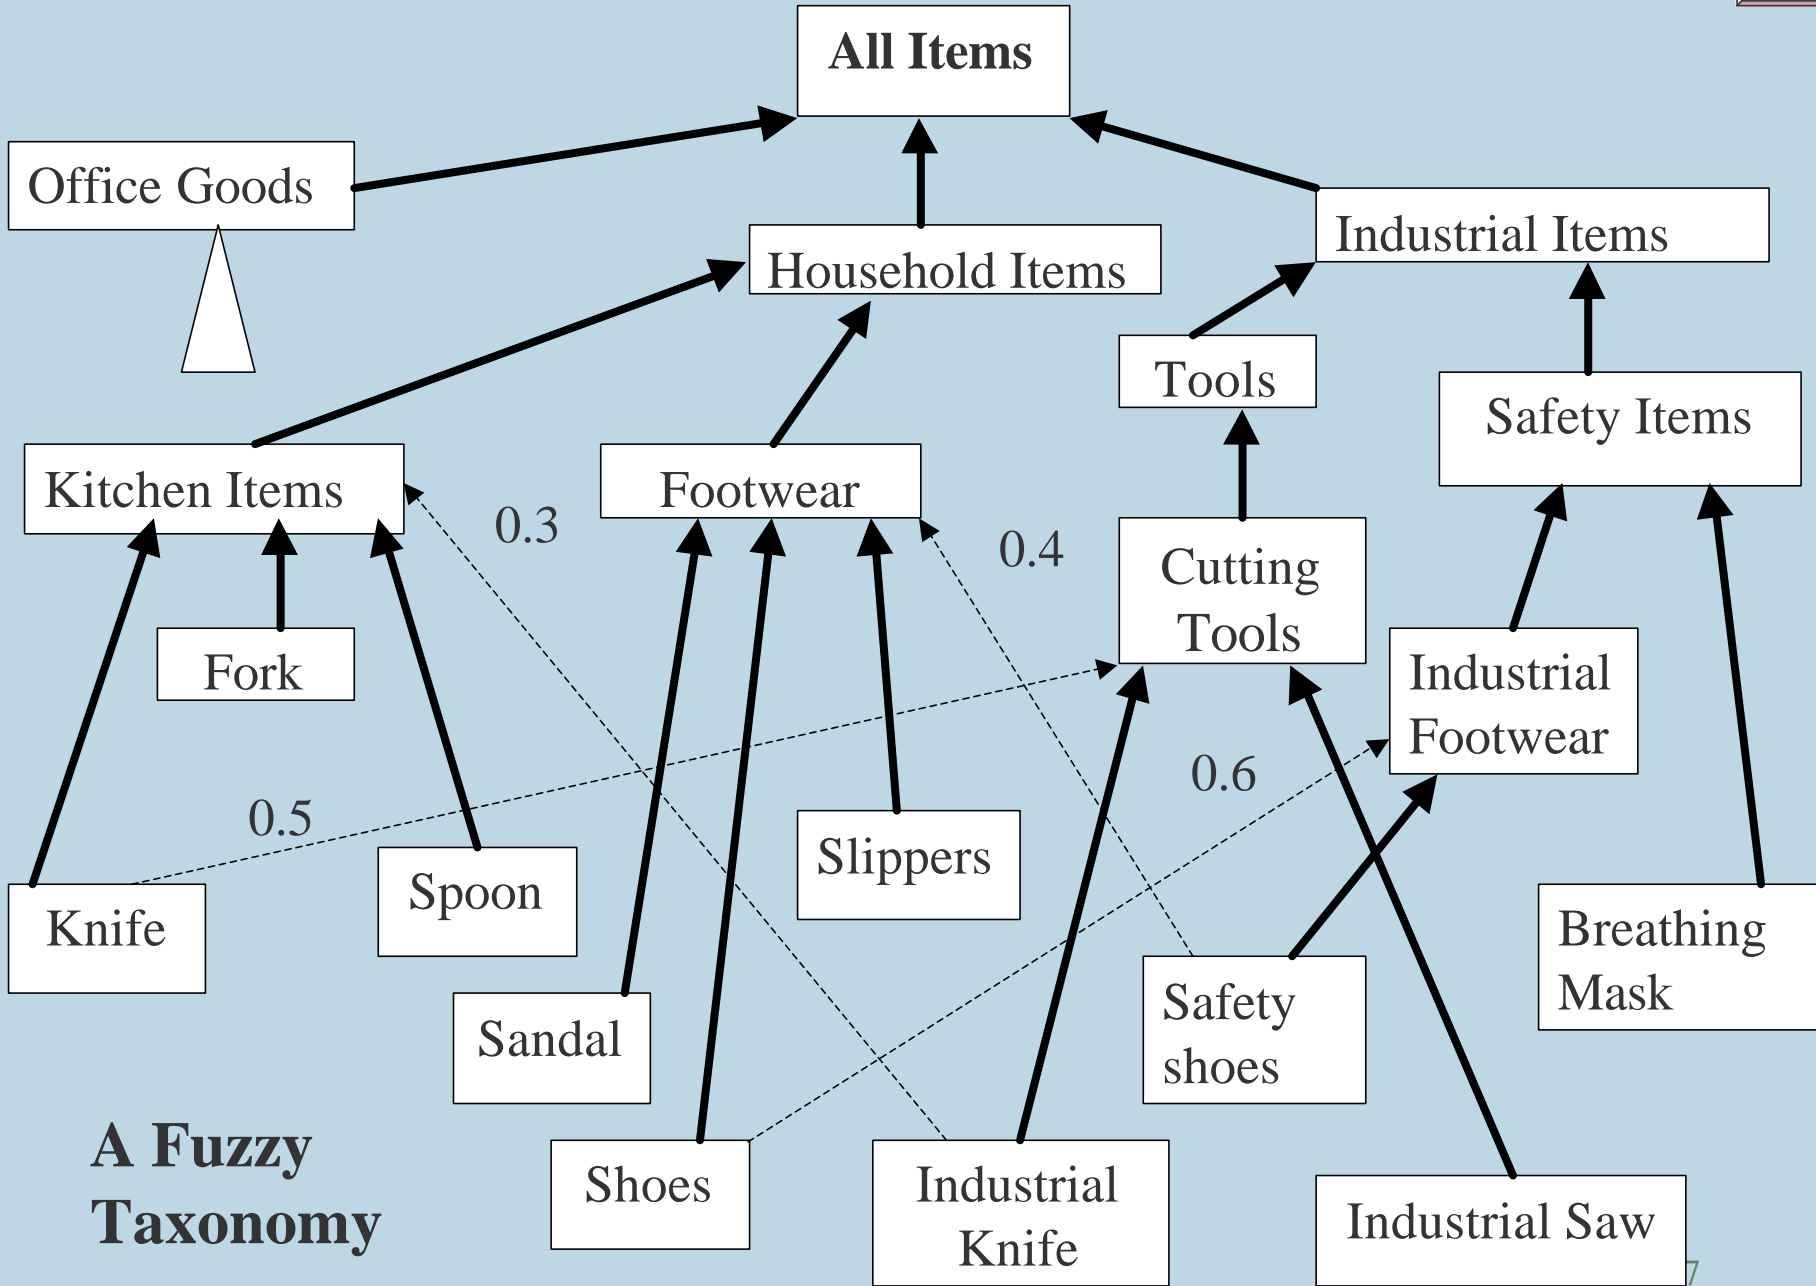 All Items
Office Goods
Industrial Items
Household Items
Tools
Safety Items
Kitchen Items
Footwear
0.3
0.4
Cutting
Tools
Fork
Industrial
Footwear
0.6
0.5
Slippers
Spoon
Knife
Breathing
Mask
Safety
shoes
Sandal
A Fuzzy
Taxonomy
Shoes
Industrial
Knife
Industrial Saw
7